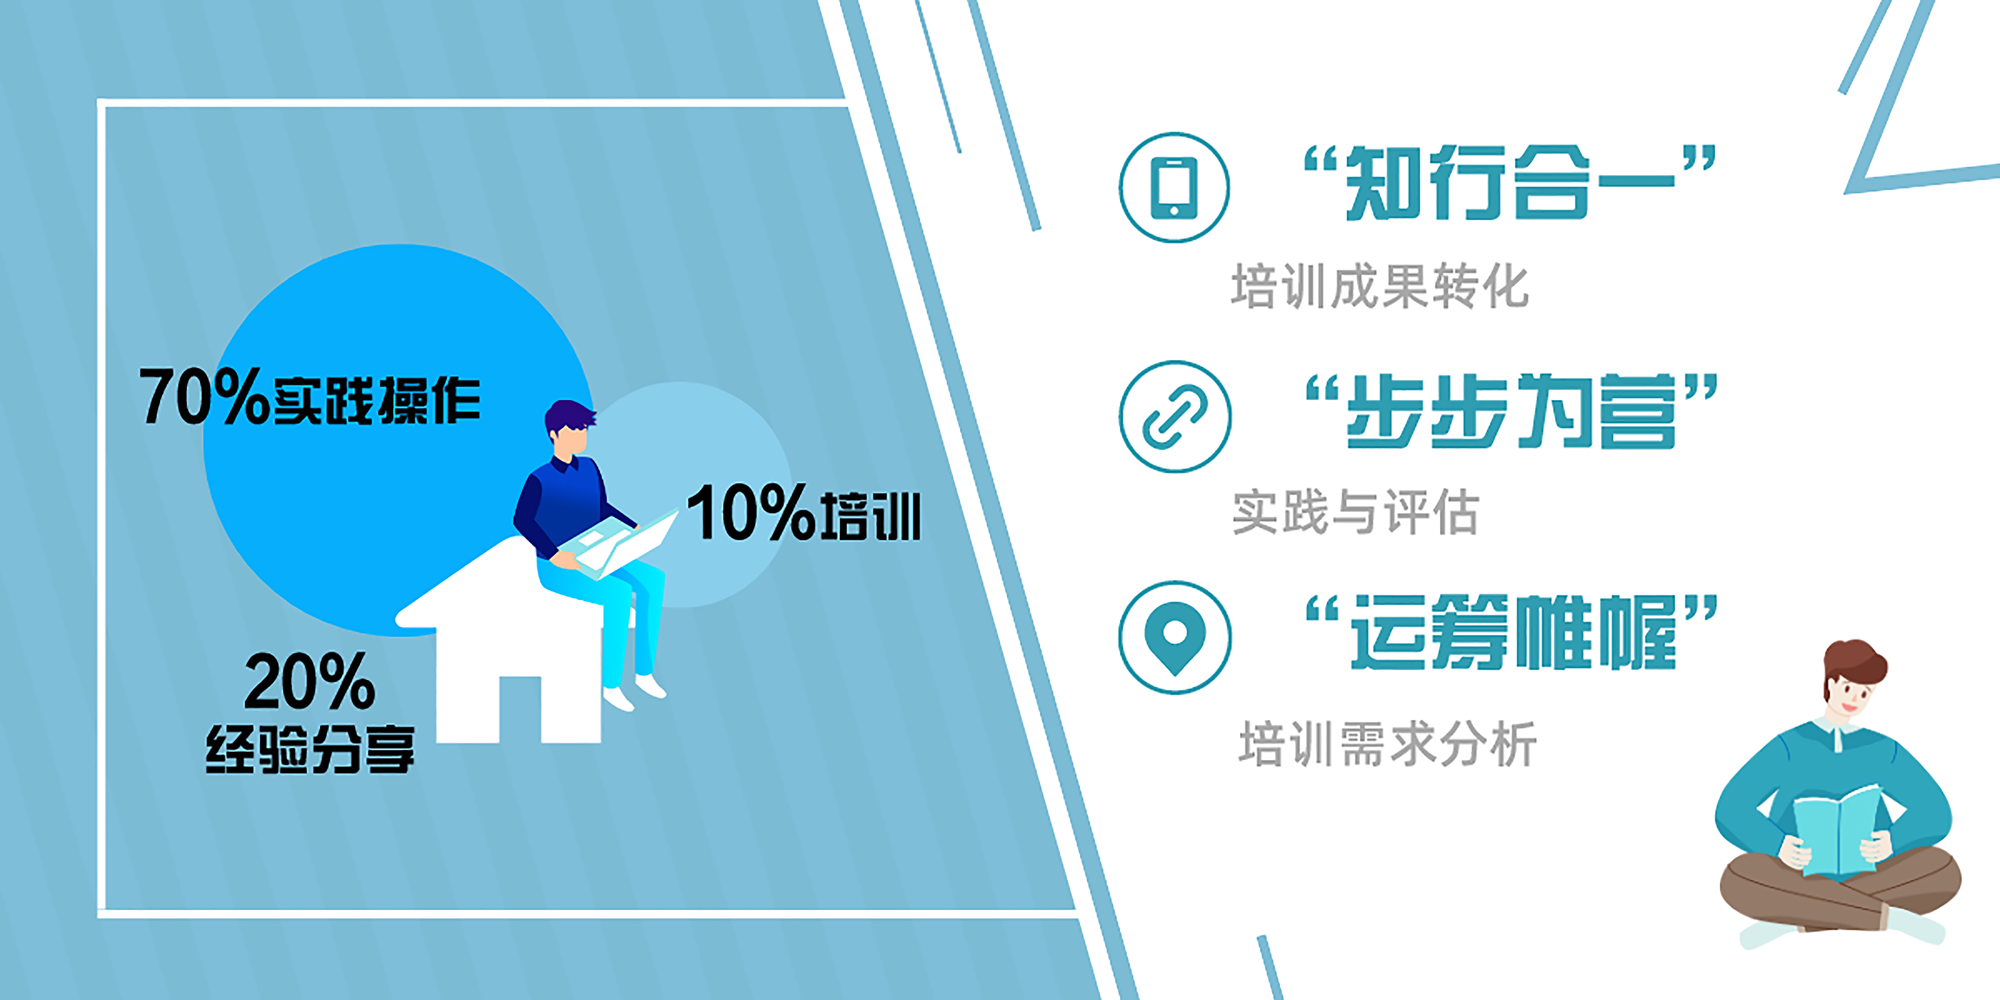 70%实践操作
10%培训
20%
经验分享
“知行合一”
培训成果转化
“步步为营”
实践与评估
“运筹帷幄”
培训需求分析